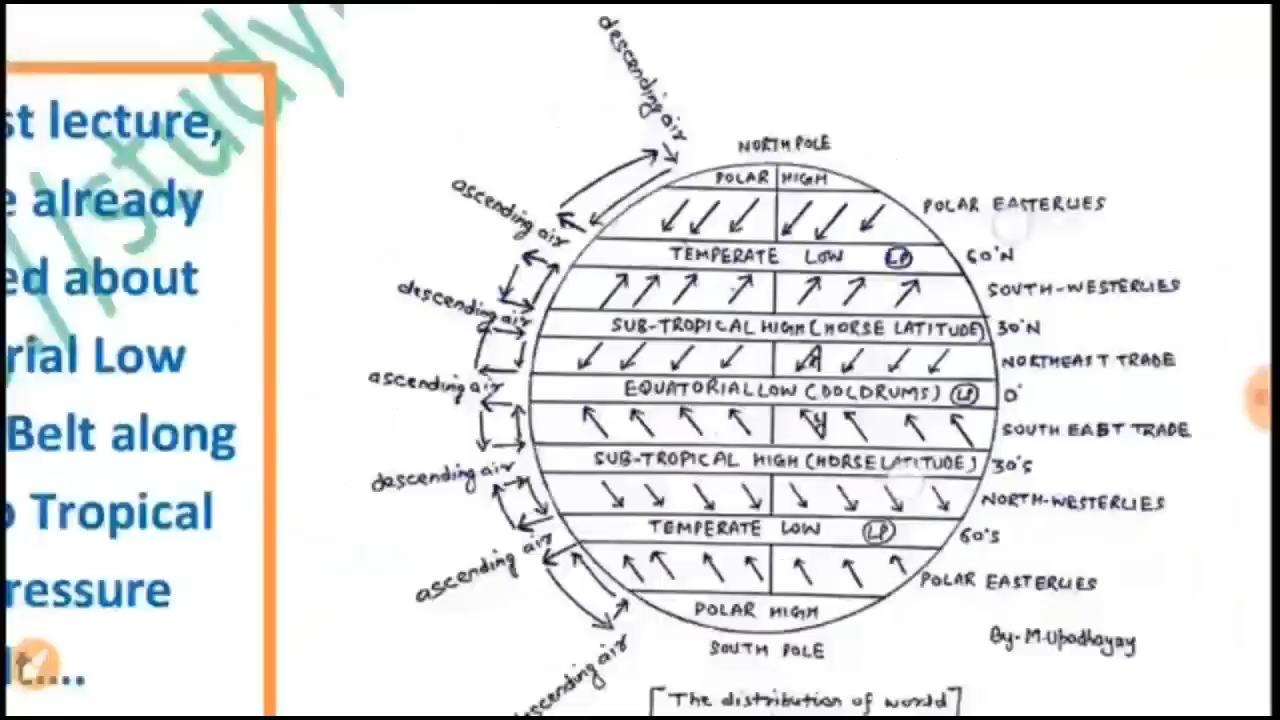 st lecture,
e already
ed about
rial Low
Belt along
o Tropical
ressure
lt....
//study
descending air
ascending air
descending air
ascending air
descending air
ascending air
descending air
NORTH POLE
POLAR HIGH
POLAR EASTERLIES
TEMPERATE LOW LP 60°N
SOUTH-WESTERLIES
SUB-TROPICAL HIGH (HORSE LATITUDE) 30°N
NORTHEAST TRADE
EQUATORIAL LOW (DOLDRUMS) LP 0°
SOUTH EAST TRADE
SUB-TROPICAL HIGH (HORSE LATITUDE) 30°S
NORTH-WESTERLIES
TEMPERATE LOW LP 60°S
POLAR EASTERLIES
POLAR HIGH
SOUTH POLE
By-M.Upadhayay
[The distribution of world]